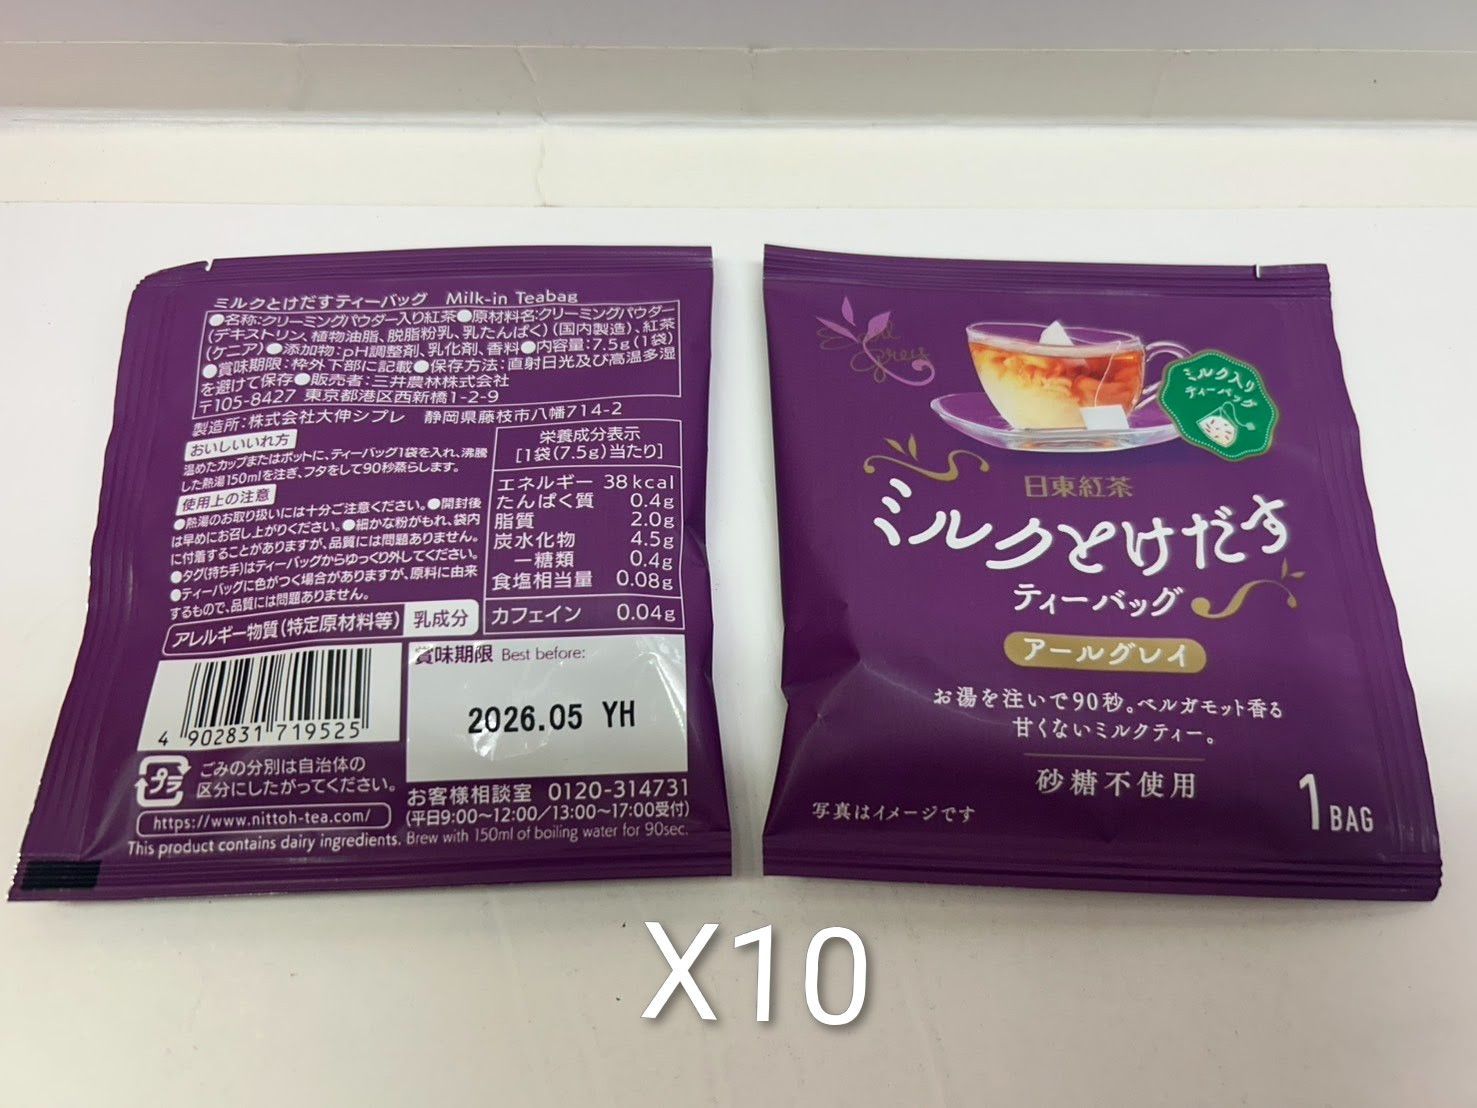 ミルクとけだすティーバッグ Milk-in Teabag
●名称:クリーミングパウダー入り紅茶●原材料名:クリーミングパウダー
(デキストリン、植物油脂、脱脂粉乳、乳たんぱく)(国内製造)、紅茶
(ケニア)●添加物:pH調整剤、乳化剤、香料●内容量:7.5g(1袋)
●賞味期限:枠外下部に記載●保存方法:直射日光及び高温多湿
を避けて保存●販売者:三井農林株式会社
〒105-8427 東京都港区西新橋1-2-9
製造所:株式会社大伸シプレ 静岡県藤枝市八幡714-2
おいしいいれ方
温めたカップまたはポットに、ティーバッグ1袋を入れ、沸騰
した熱湯150mlを注ぎ、フタをして90秒蒸らします。
使用上の注意
●熱湯のお取り扱いには十分ご注意ください。●開封後
は早めにお召し上がりください。●細かな粉がもれ、袋内
に付着することがありますが、品質には問題ありません。
●タグ(持ち手)はティーバッグからゆっくり外してください。
●ティーバッグに色がつく場合がありますが、原料に由来
するもので、品質には問題ありません。
アレルギー物質(特定原材料等) 乳成分
栄養成分表示
[1袋(7.5g)当たり]
エネルギー 38kcal
たんぱく質 0.4g
脂質 2.0g
炭水化物 4.5g
ー糖類 0.4g
食塩相当量 0.08g
カフェイン 0.04g
賞味期限 Best before:
2026.05 YH
4 902831 719525
プラ
ごみの分別は自治体の
区分にしたがってください。
https://www.nittoh-tea.com/
お客様相談室 0120-314731
(平日9:00~12:00/13:00~17:00受付)
This product contains dairy ingredients. Brew with 150ml of boiling water for 90sec.
Earl Grey
ミルク入り
ティーバッグ
日東紅茶
ミルクとけだす
ティーバッグ
アールグレイ
お湯を注いで90秒。ベルガモット香る
甘くないミルクティー。
砂糖不使用
写真はイメージです
1BAG
X10